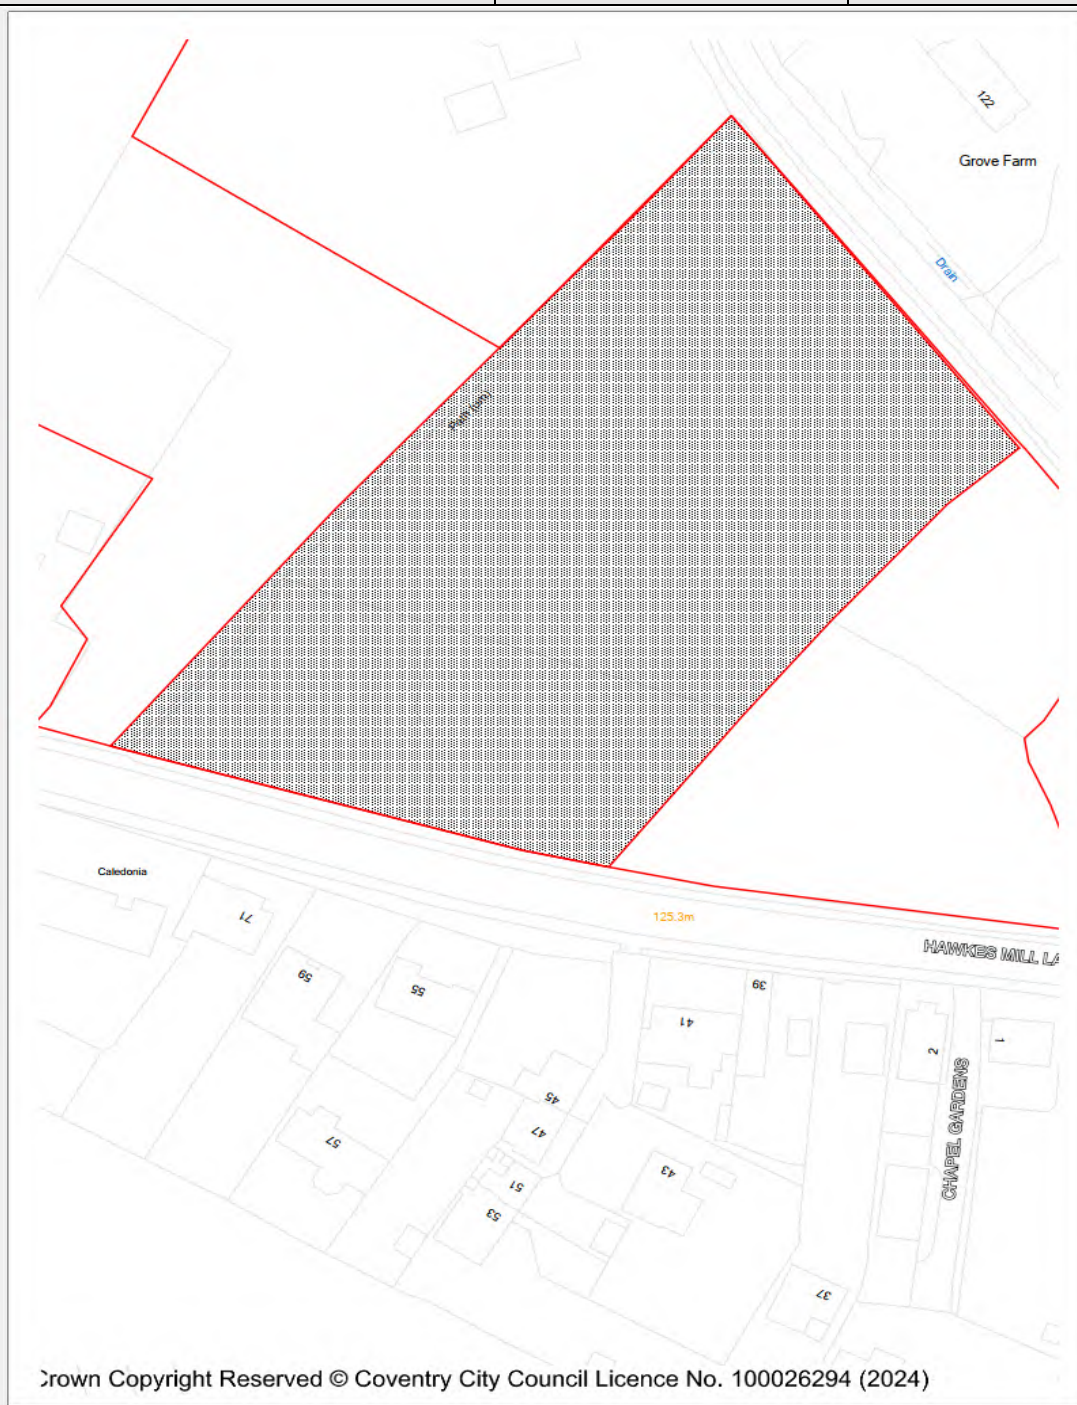 122
Grove Farm
Drain
Path (um)
Caledonia
125.3m
HAWKES MILL LA
71
59
55
39
41
2
1
CHAPEL GARDENS
45
47
57
43
51
53
37
Crown Copyright Reserved © Coventry City Council Licence No. 100026294 (2024)